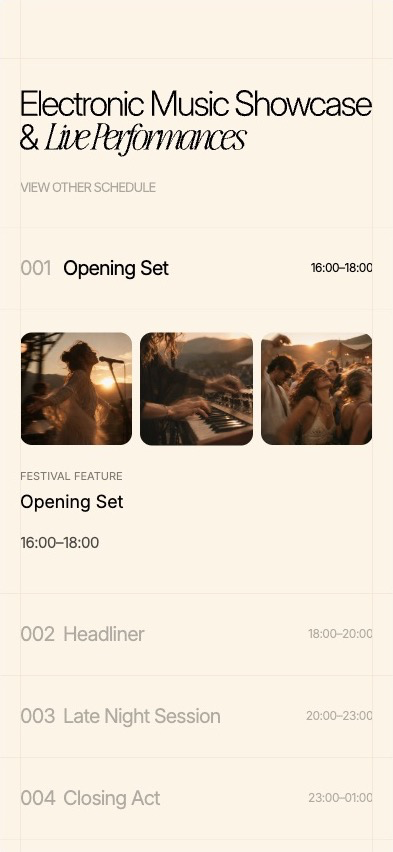 Electronic Music Showcase
& Live Performances
VIEW OTHER SCHEDULE
001 Opening Set 16:00–18:00
FESTIVAL FEATURE
Opening Set
16:00–18:00
002 Headliner 18:00–20:00
003 Late Night Session 20:00–23:00
004 Closing Act 23:00–01:00